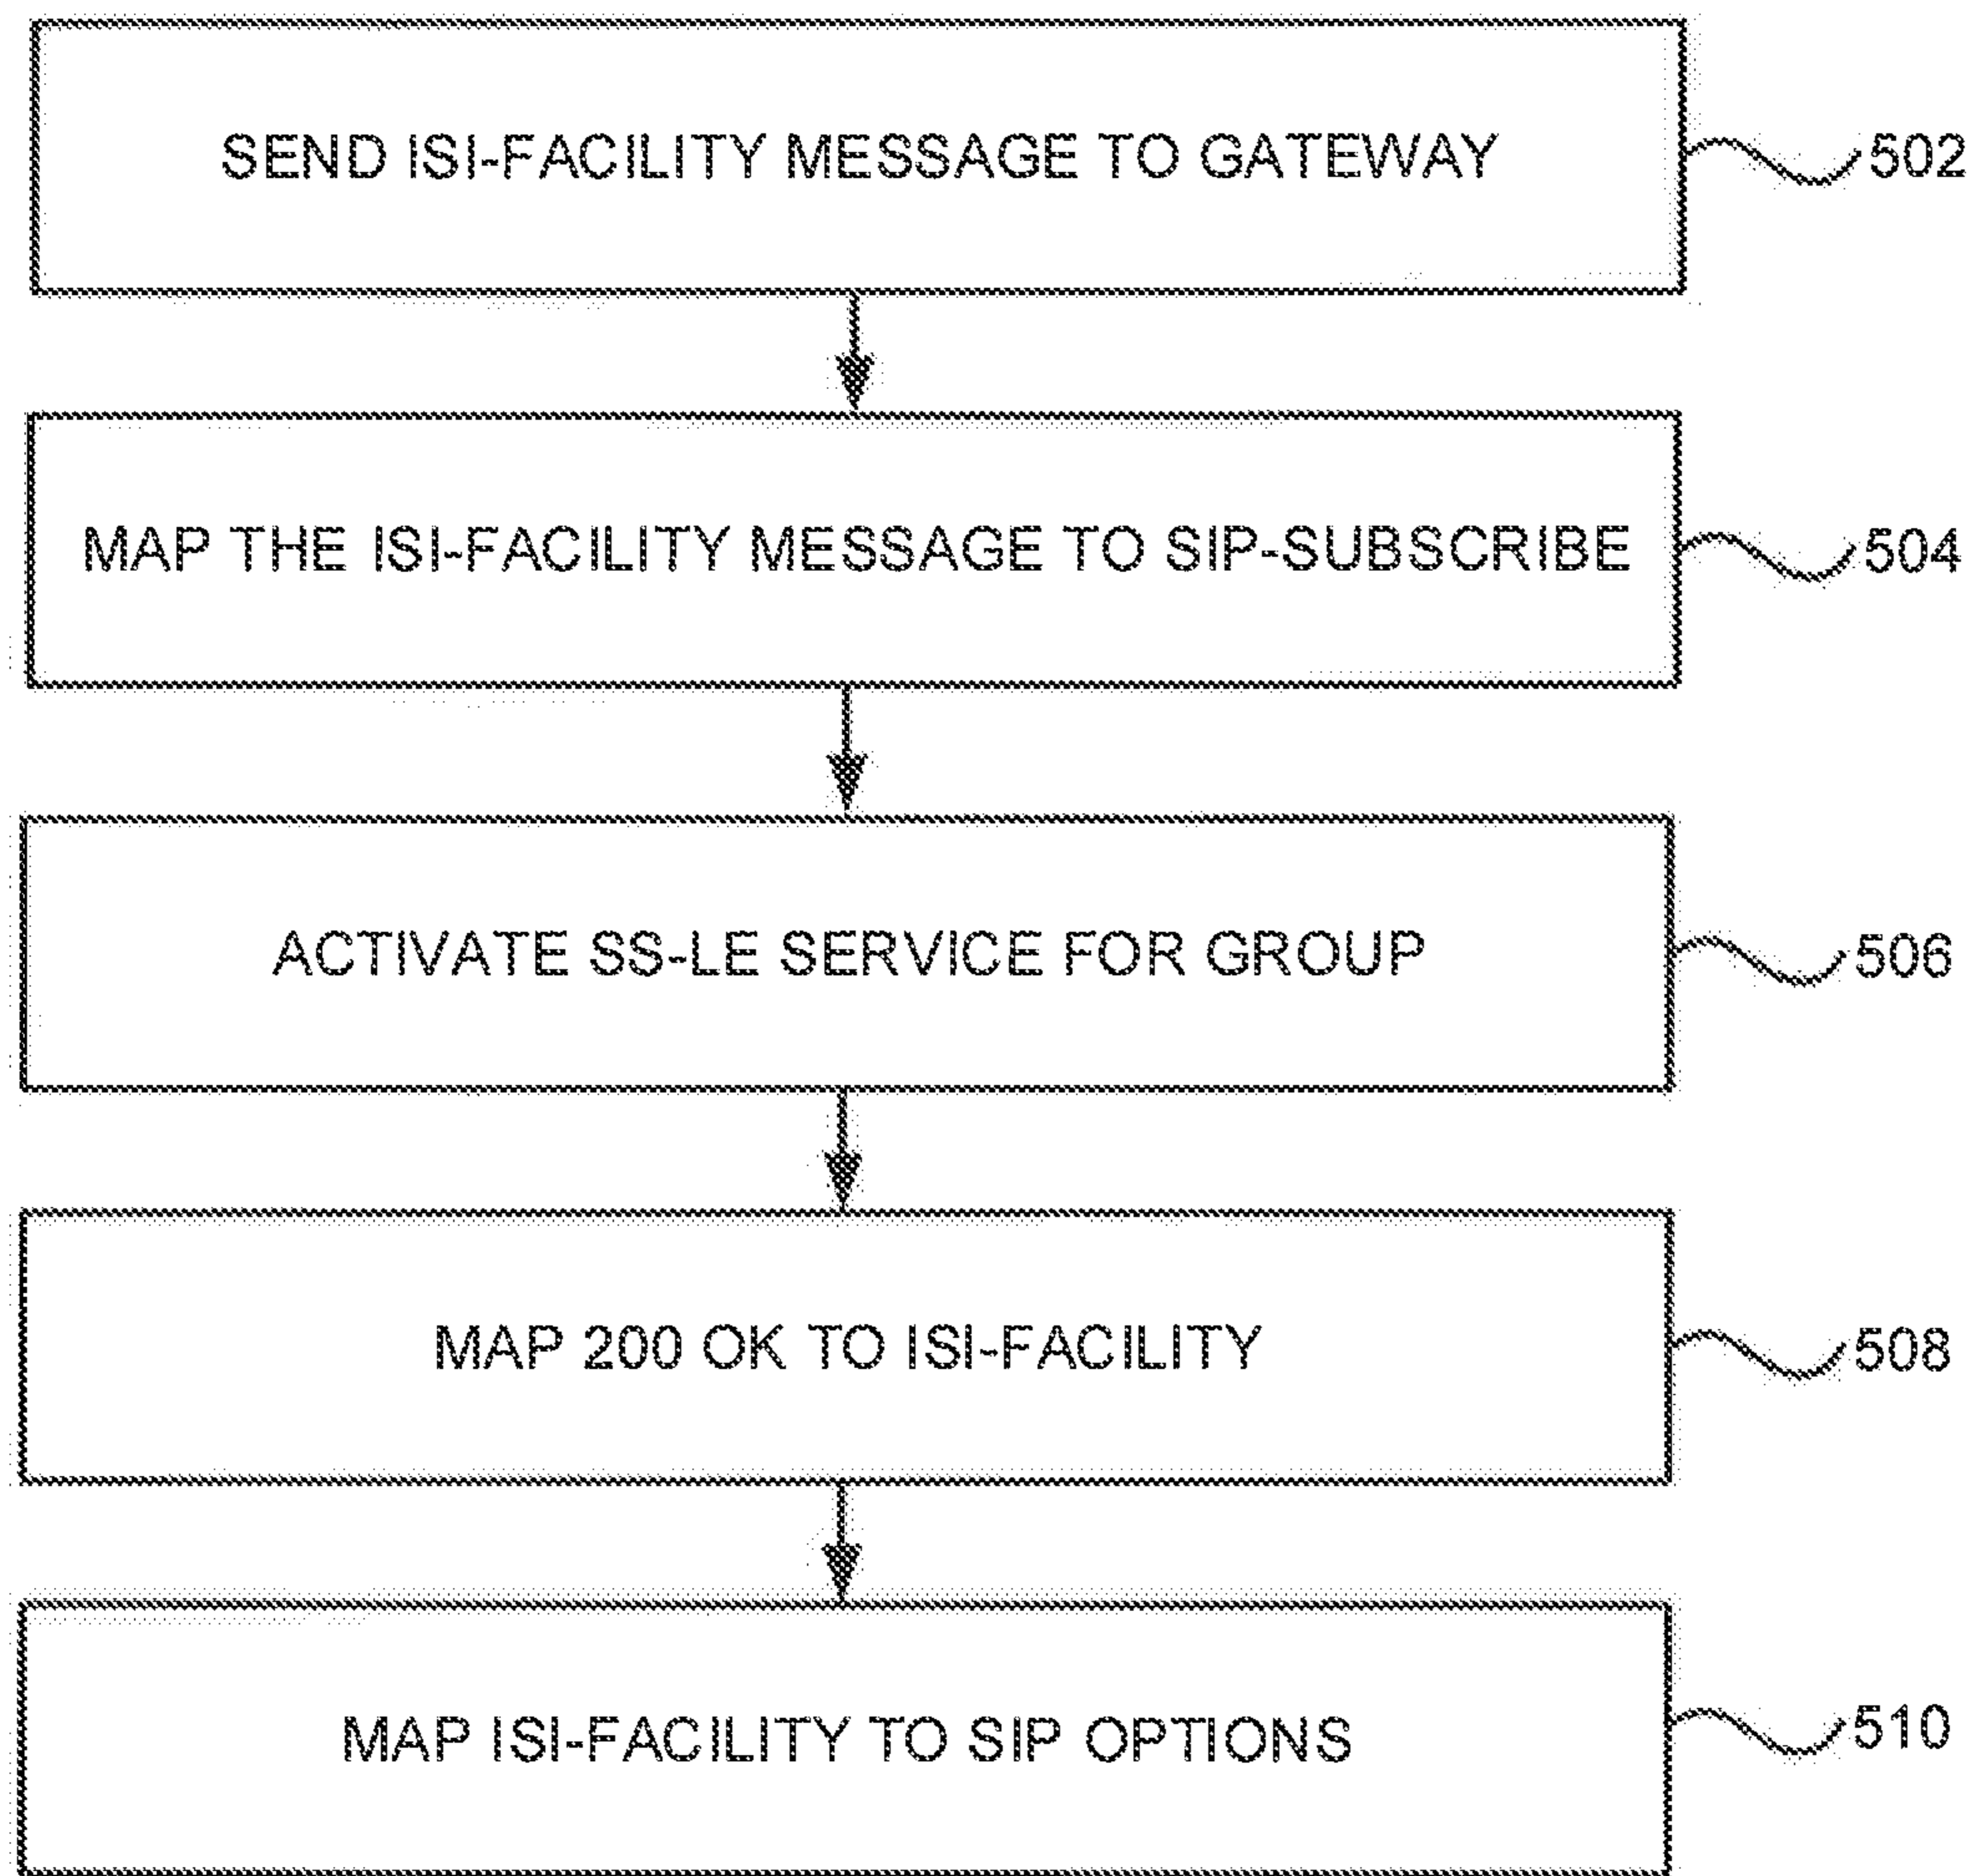 SEND ISI-FACILITY MESSAGE TO GATEWAY
502
MAP THE ISI-FACILITY MESSAGE TO SIP-SUBSCRIBE
504
ACTIVATE SS-LE SERVICE FOR GROUP
506
MAP 200 OK TO ISI-FACILITY
508
MAP ISI-FACILITY TO SIP OPTIONS
510